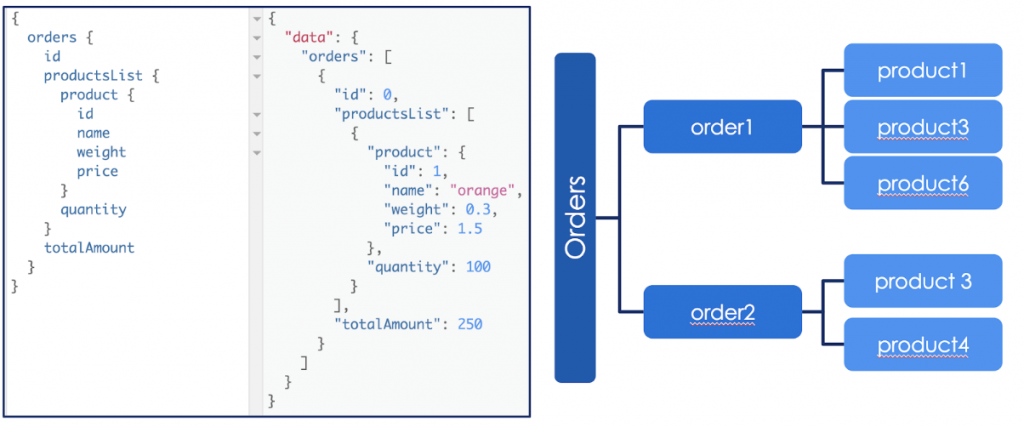 {
  orders {
    id
    productsList {
      product {
        id
        name
        weight
        price
      }
      quantity
    }
    totalAmount
  }
}
{
  "data": {
    "orders": [
      {
        "id": 0,
        "productsList": [
          {
            "product": {
              "id": 1,
              "name": "orange",
              "weight": 0.3,
              "price": 1.5
            },
            "quantity": 100
          }
        ],
        "totalAmount": 250
      }
    ]
  }
}
Orders
order1
product1
product3
product6
order2
product 3
product4